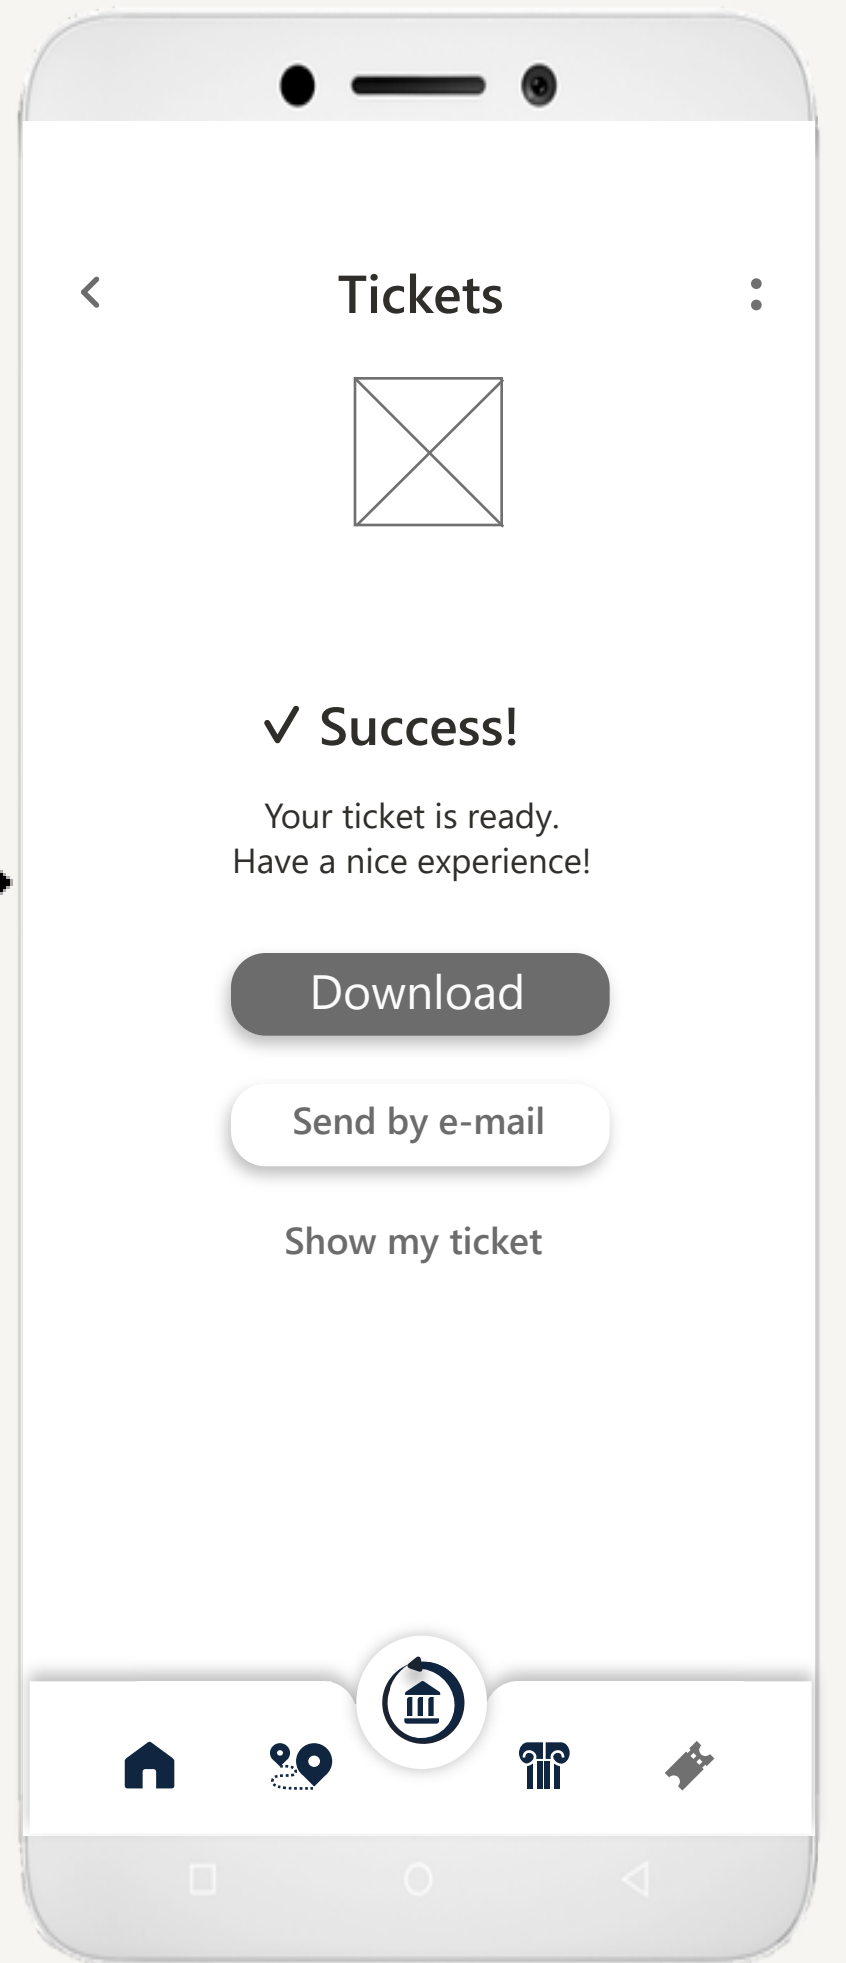 Tickets
✓ Success!
Your ticket is ready.
Have a nice experience!
Download
Send by e-mail
Show my ticket